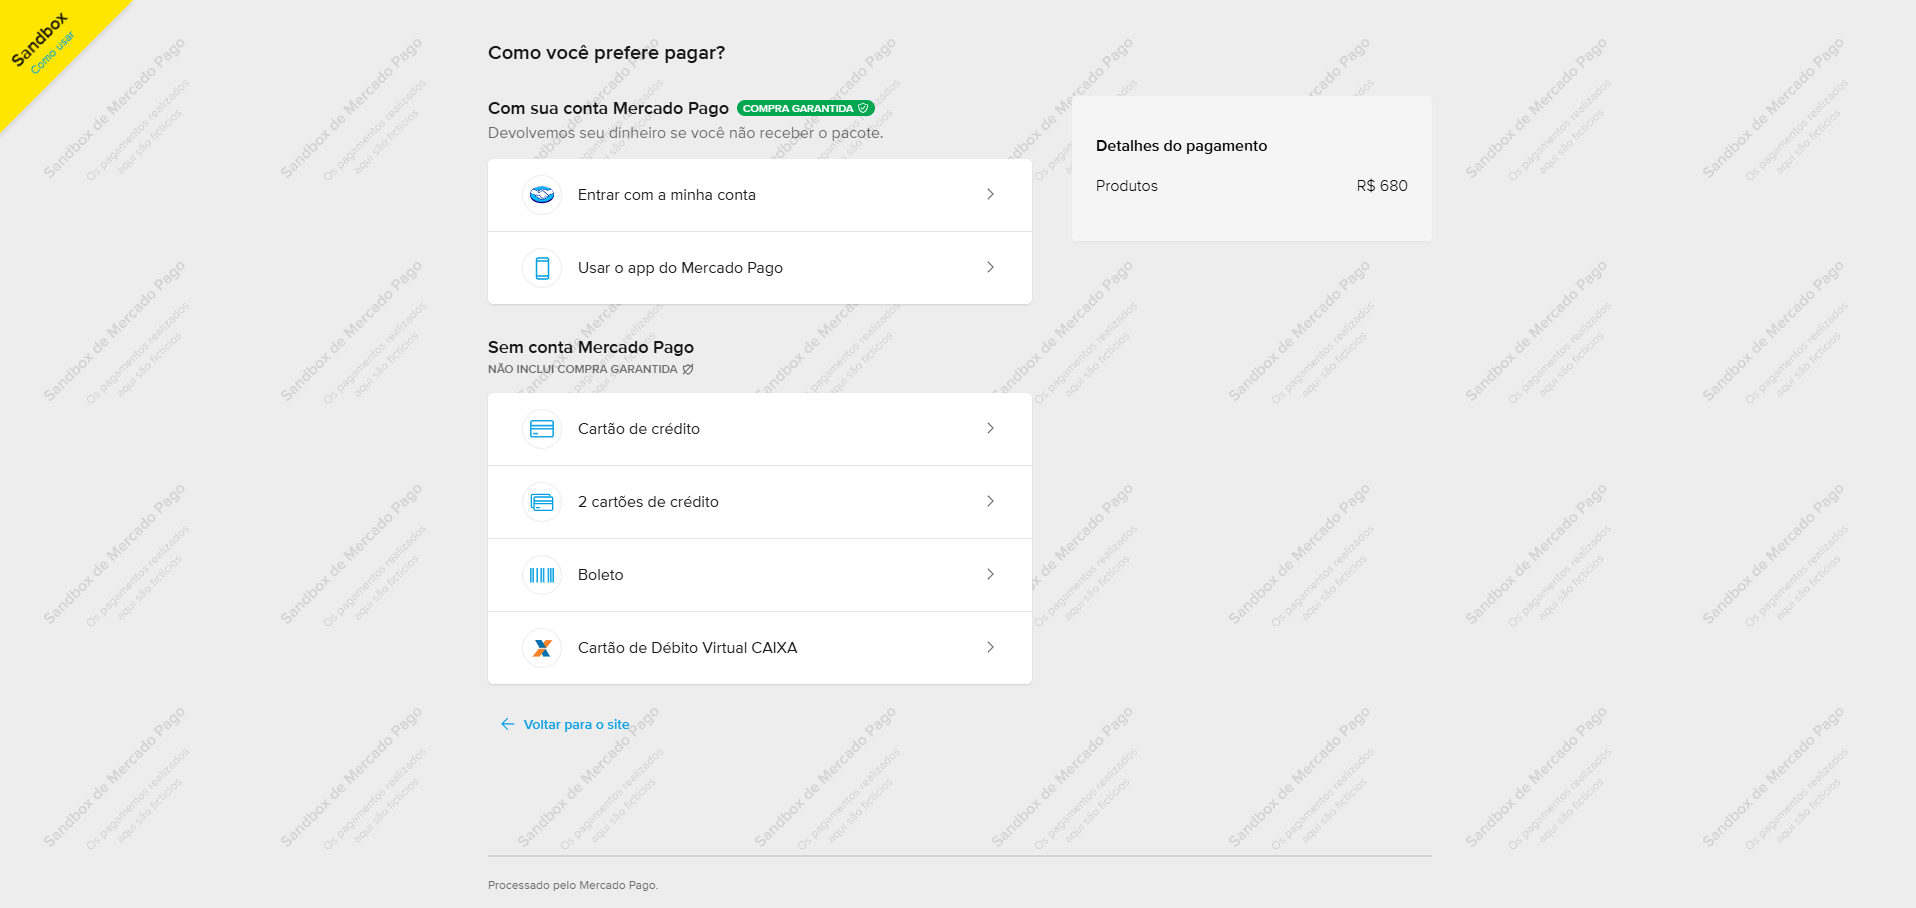 Sandbox
Como usar
Como você prefere pagar?
Com sua conta Mercado Pago COMPRA GARANTIDA
Devolvemos seu dinheiro se você não receber o pacote.
Entrar com a minha conta
Usar o app do Mercado Pago
Sem conta Mercado Pago
NÃO INCLUI COMPRA GARANTIDA
Cartão de crédito
2 cartões de crédito
Boleto
Cartão de Débito Virtual CAIXA
Voltar para o site
Detalhes do pagamento
Produtos R$ 680
Processado pelo Mercado Pago.
Sandbox de Mercado Pago
Os pagamentos realizados
aqui são fictícios